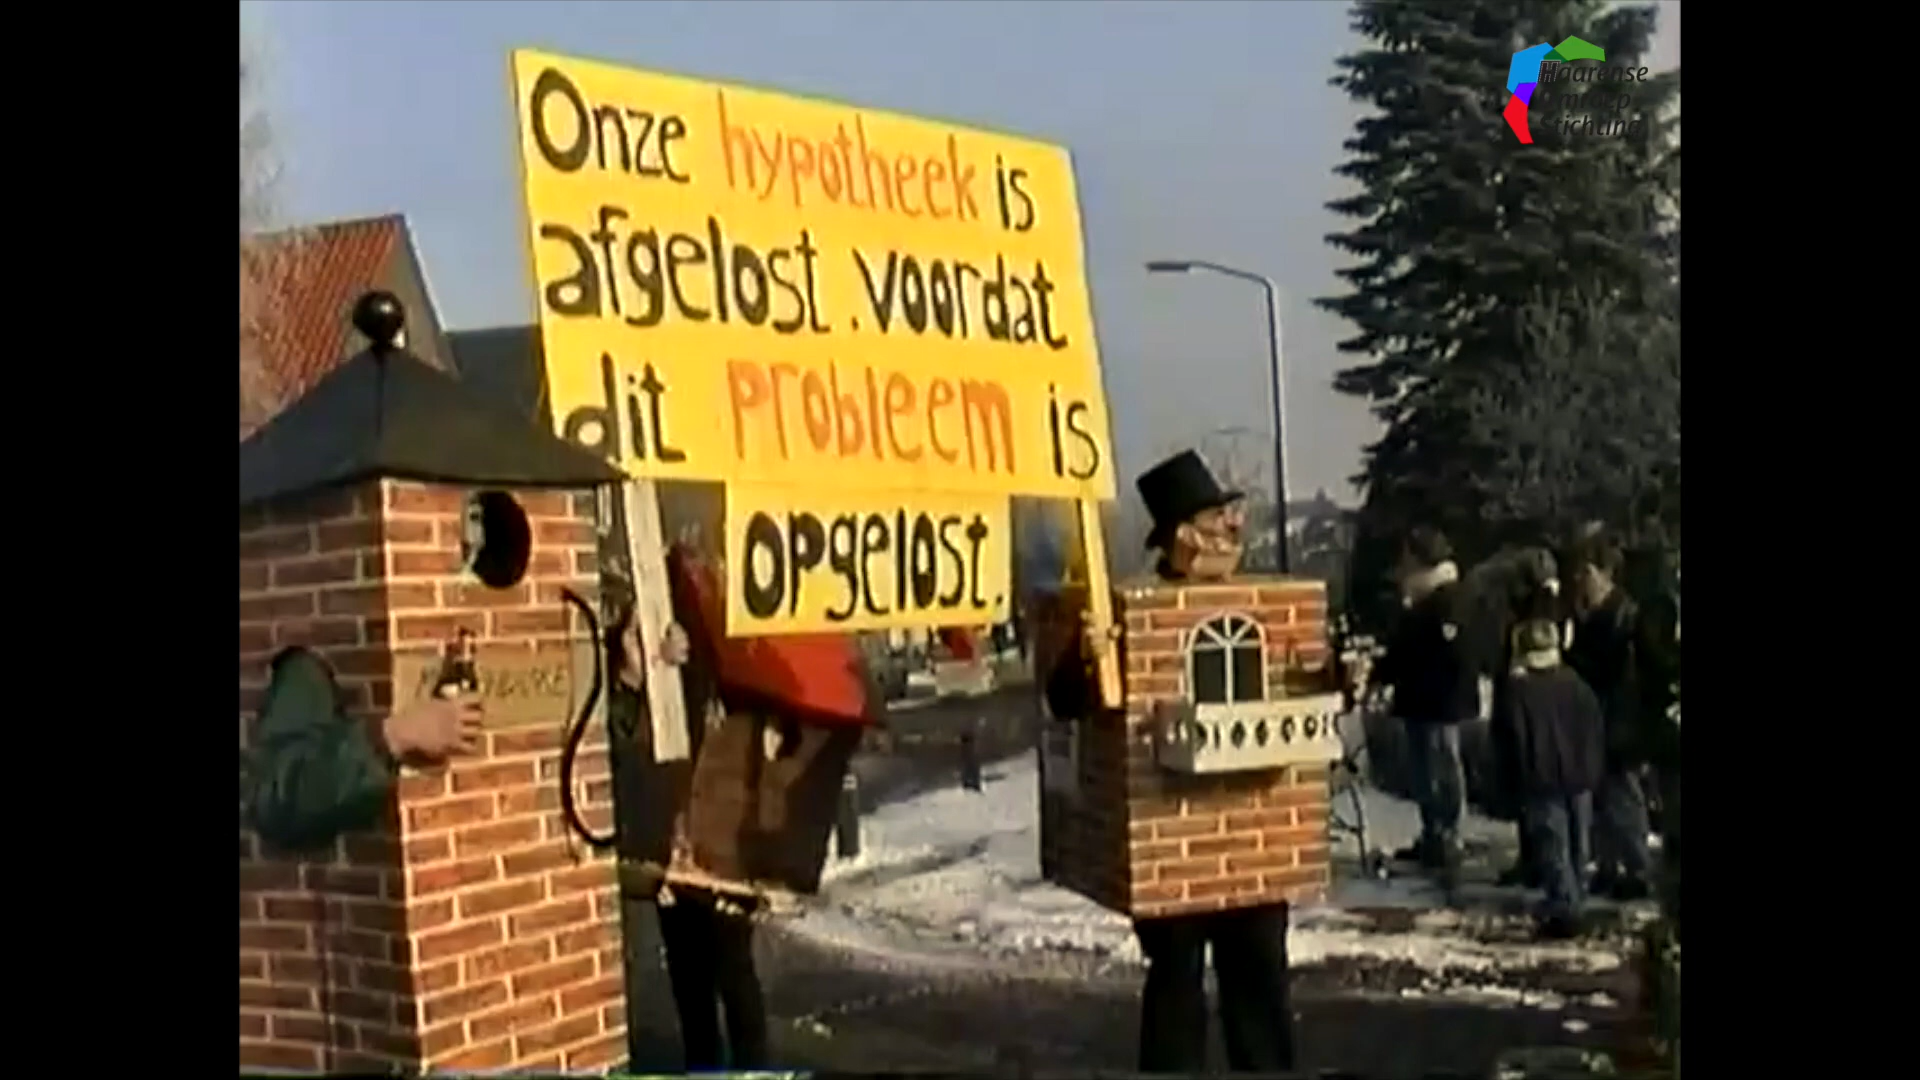 Onze hypotheek is
afgelost .voordat
dit probleem is
opgelost.
Haarense
Omroep
Stichting